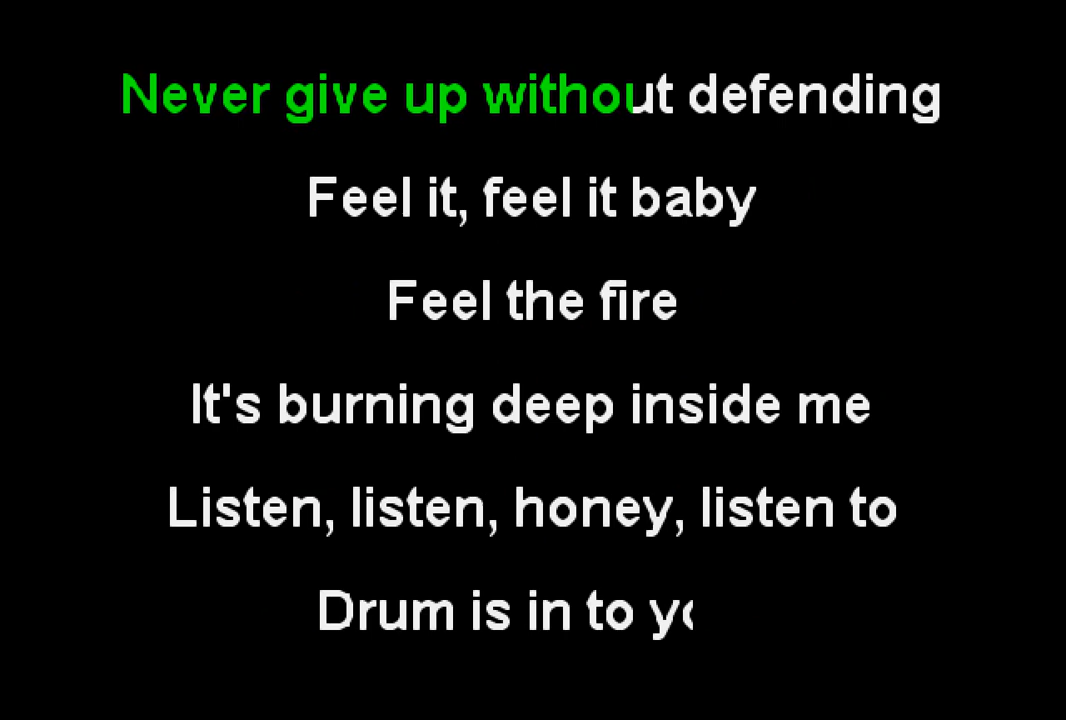 Never give up without defending
Feel it, feel it baby
Feel the fire
It's burning deep inside me
Listen, listen, honey, listen to
Drum is in to